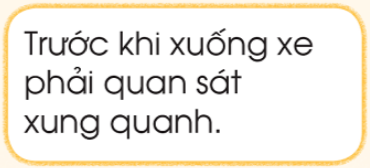 Trước khi xuống xe
phải quan sát
xung quanh.